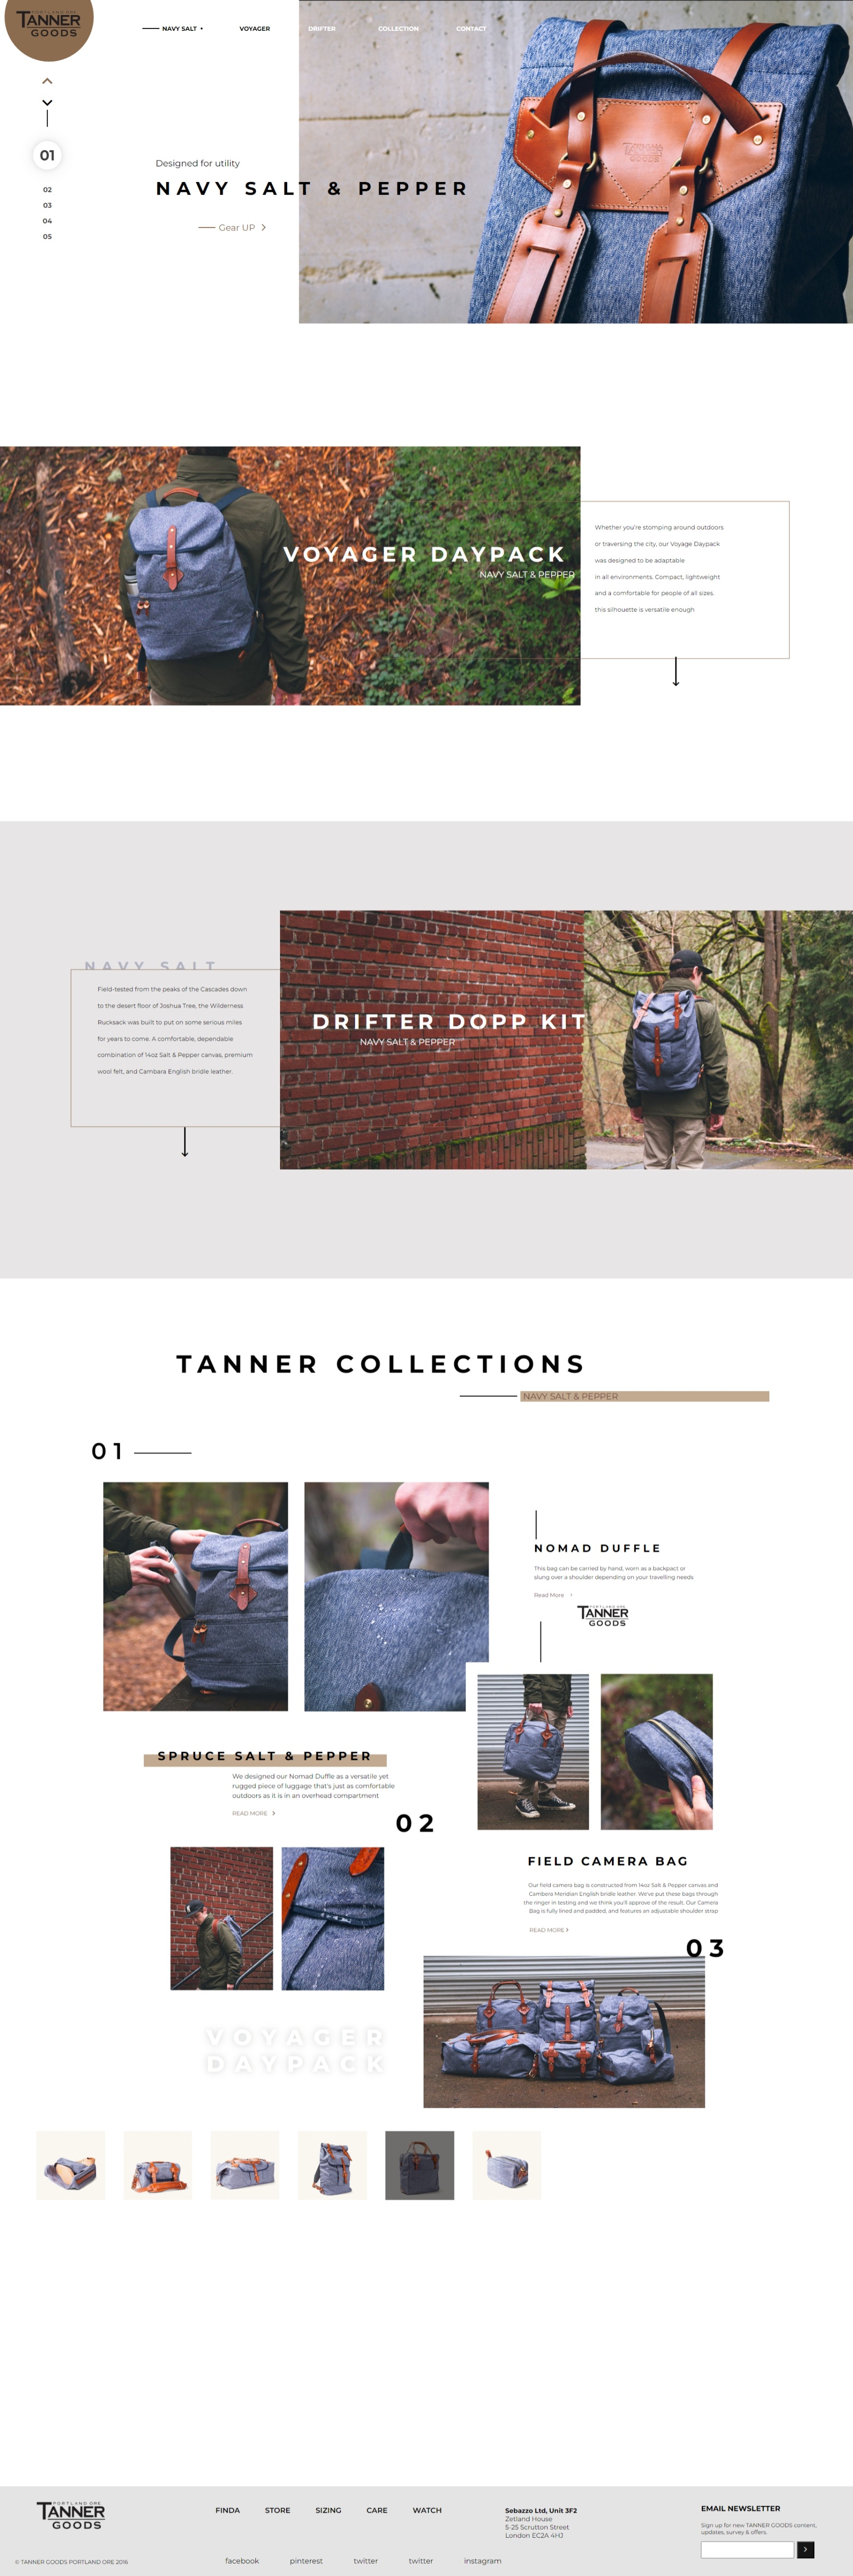 PORTLAND ORE
TANNER
GOODS
NAVY SALT
VOYAGER
DRIFTER
COLLECTION
CONTACT
01
02
03
04
05
Designed for utility
NAVY SALT & PEPPER
Gear UP
VOYAGER DAYPACK
NAVY SALT & PEPPER
Whether you're stomping around outdoors
or traversing the city, our Voyage Daypack
was designed to be adaptable
in all environments. Compact, lightweight
and a comfortable for people of all sizes.
this silhouette is versatile enough
NAVY SALT
Field-tested from the peaks of the Cascades down
to the desert floor of Joshua Tree, the Wilderness
Rucksack was built to put on some serious miles
for years to come. A comfortable, dependable
combination of 14oz Salt & Pepper canvas, premium
wool felt, and Cambara English bridle leather.
DRIFTER DOPP KIT
NAVY SALT & PEPPER
TANNER COLLECTIONS
NAVY SALT & PEPPER
01
NOMAD DUFFLE
This bag can be carried by hand, worn as a backpact or
slung over a shoulder depending on your travelling needs
Read More
PORTLAND ORE
TANNER
GOODS
SPRUCE SALT & PEPPER
We designed our Nomad Duffle as a versatile yet
rugged piece of luggage that's just as comfortable
outdoors as it is in an overhead compartment
READ MORE
02
FIELD CAMERA BAG
Our field camera bag is constructed from 14oz Salt & Pepper canvas and
Cambara Meridian English bridle leather. We've put these bags through
the ringer in testing and we think you'll approve of the result. Our Camera
Bag is fully lined and padded, and features an adjustable shoulder strap
READ MORE
03
VOYAGER
DAYPACK
PORTLAND ORE
TANNER
GOODS
FINDA
STORE
SIZING
CARE
WATCH
Sebazzo Ltd, Unit 3F2
Zetland House
5-25 Scrutton Street
London EC2A 4HJ
EMAIL NEWSLETTER
Sign up for new TANNER GOODS content,
updates, survey & offers.
© TANNER GOODS PORTLAND ORE 2016
facebook
pinterest
twitter
twitter
instagram